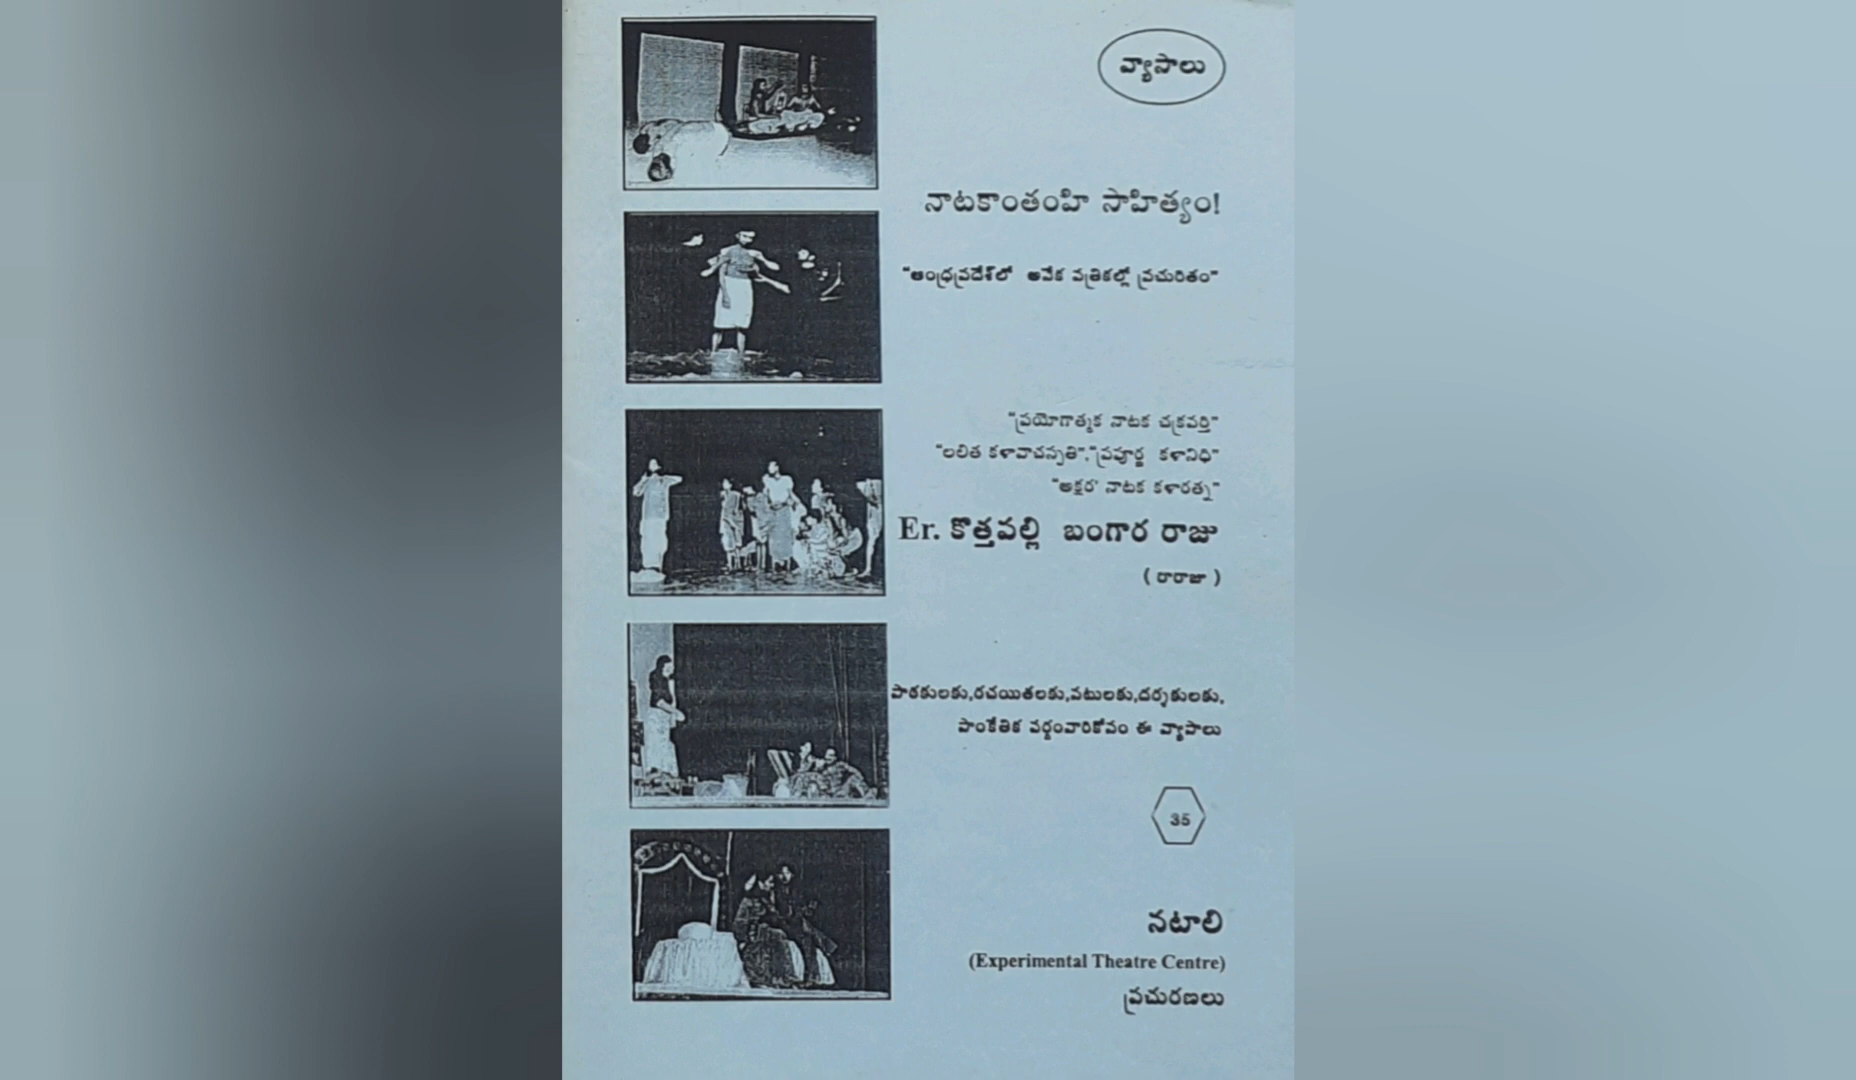 వ్యాసాలు
నాటకాంతంహి సాహిత్యం!
"ఆంధ్రప్రదేశ్‌లో అనేక పత్రికల్లో ప్రచురితం"
"ప్రయోగాత్మక నాటక చక్రవర్తి"
"లలిత కళావాచస్పతి","ప్రపూర్ణ కళానిధి"
"అక్షర' నాటక కళారత్న"
Er. కొత్తపల్లి బంగార రాజు
( రారాజు )
పాఠకులకు,రచయితలకు,నటులకు,దర్శకులకు,
సాంకేతిక వర్గంవారికోసం ఈ వ్యాసాలు
35
నటాలి
(Experimental Theatre Centre)
ప్రచురణలు